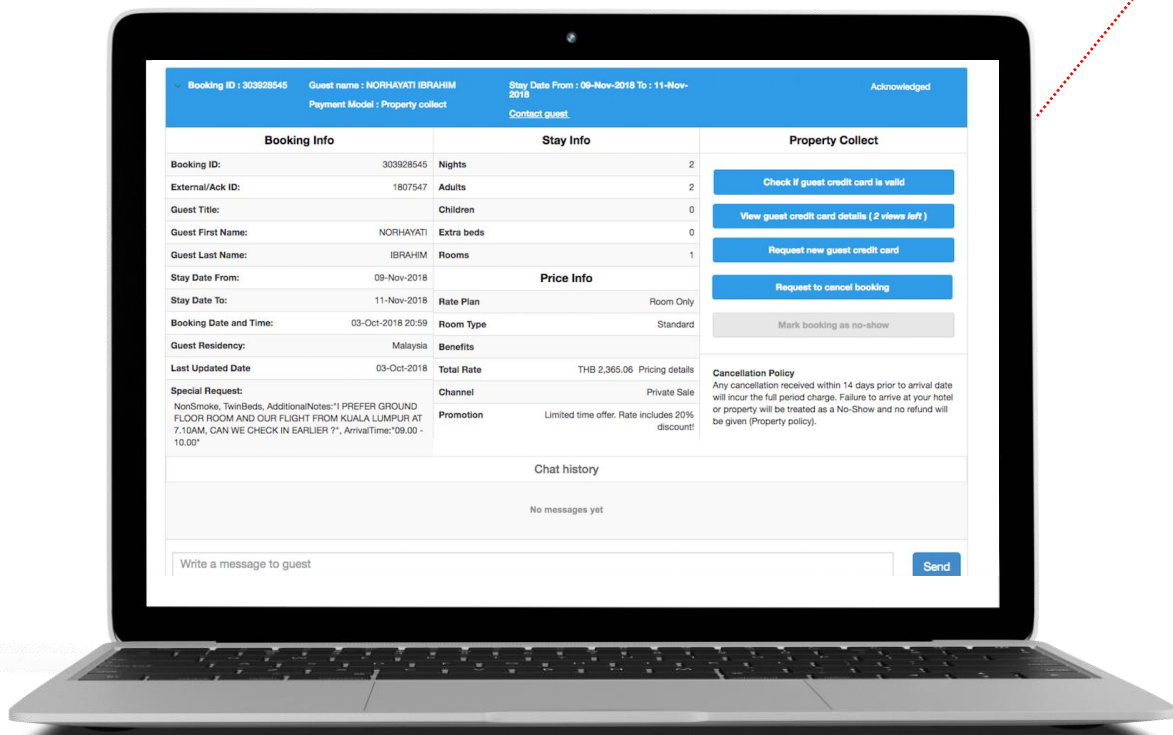 Booking ID : 303928545
Guest name : NORHAYATI IBRAHIM
Payment Model : Property collect
Stay Date From : 09-Nov-2018 To : 11-Nov-
2018
Contact guest
Acknowledged
Booking Info
Booking ID: 303928545
External/Ack ID: 1807547
Guest Title:
Guest First Name: NORHAYATI
Guest Last Name: IBRAHIM
Stay Date From: 09-Nov-2018
Stay Date To: 11-Nov-2018
Booking Date and Time: 03-Oct-2018 20:59
Guest Residency: Malaysia
Last Updated Date 03-Oct-2018
Special Request:
NonSmoke, TwinBeds, AdditionalNotes:"I PREFER GROUND
FLOOR ROOM AND OUR FLIGHT FROM KUALA LUMPUR AT
7.10AM, CAN WE CHECK IN EARLIER ?", ArrivalTime:"09.00 -
10.00"
Stay Info
Nights 2
Adults 2
Children 0
Extra beds 0
Rooms 1
Price Info
Rate Plan Room Only
Room Type Standard
Benefits
Total Rate THB 2,365.06 Pricing details
Channel Private Sale
Promotion Limited time offer. Rate includes 20%
discount!
Property Collect
Check if guest credit card is valid
View guest credit card details ( 2 views left )
Request new guest credit card
Request to cancel booking
Mark booking as no-show
Cancellation Policy
Any cancellation received within 14 days prior to arrival date
will incur the full period charge. Failure to arrive at your hotel
or property will be treated as a No-Show and no refund will
be given (Property policy).
Chat history
No messages yet
Write a message to guest
Send